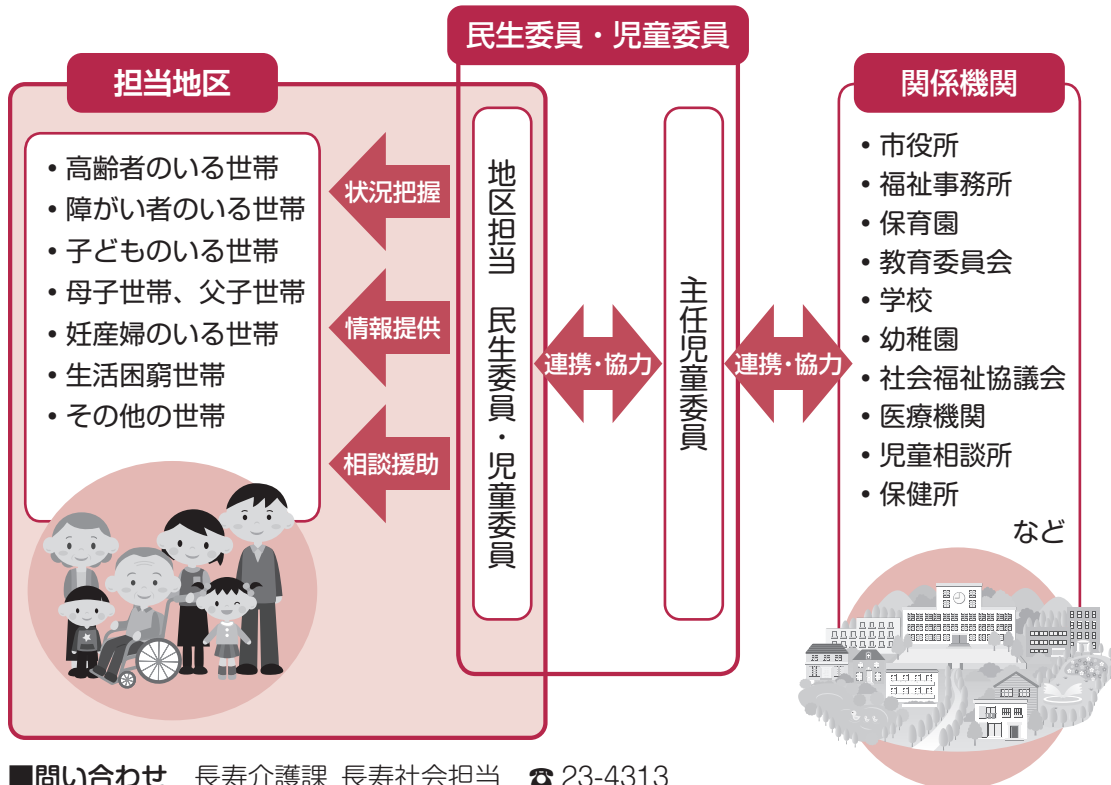 民生委員・児童委員
担当地区
・高齢者のいる世帯
・障がい者のいる世帯
・子どものいる世帯
・母子世帯、父子世帯
・妊産婦のいる世帯
・生活困窮世帯
・その他の世帯
状況把握
情報提供
相談援助
地区担当　民生委員・児童委員
連携・協力
主任児童委員
連携・協力
関係機関
・市役所
・福祉事務所
・保育園
・教育委員会
・学校
・幼稚園
・社会福祉協議会
・医療機関
・児童相談所
・保健所
など
■問い合わせ　長寿介護課 長寿社会担当　☎ 23-4313